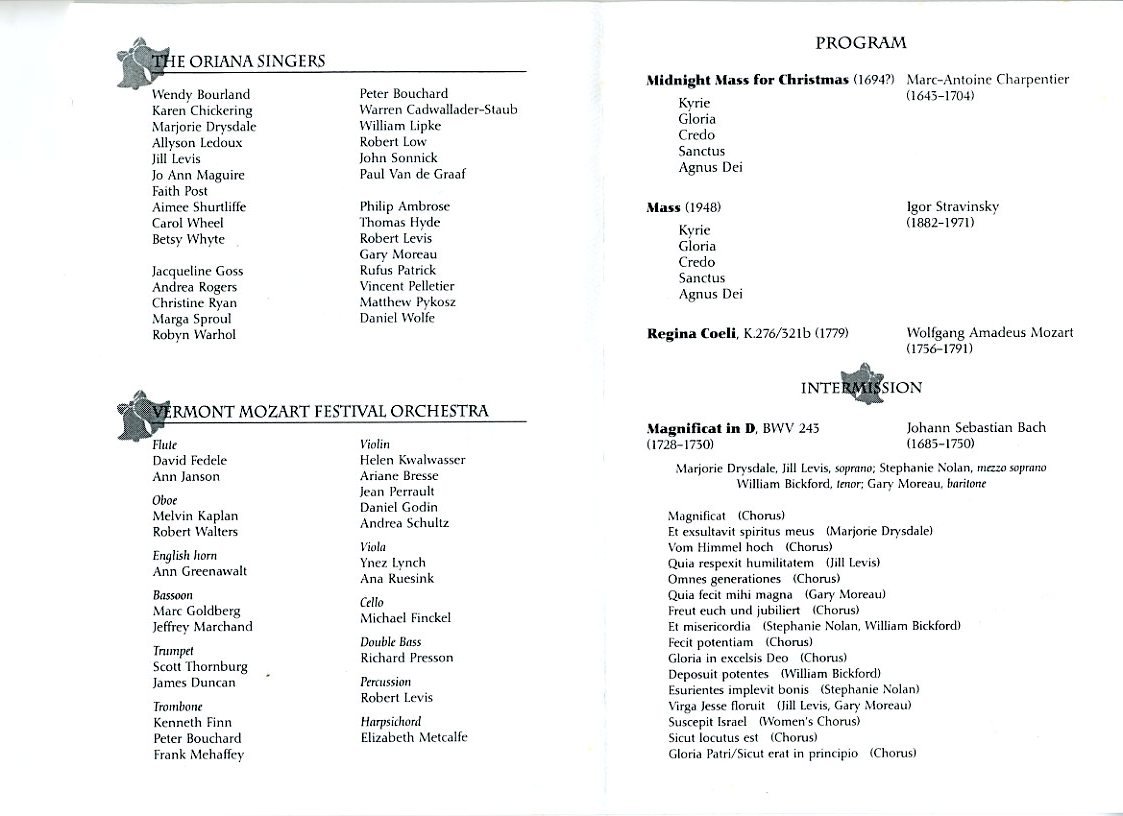 THE ORIANA SINGERS
Wendy Bourland
Karen Chickering
Marjorie Drysdale
Allyson Ledoux
Jill Levis
Jo Ann Maguire
Faith Post
Aimee Shurtliffe
Carol Wheel
Betsy Whyte
Jacqueline Goss
Andrea Rogers
Christine Ryan
Marga Sproul
Robyn Warhol
Peter Bouchard
Warren Cadwallader-Staub
William Lipke
Robert Low
John Sonnick
Paul Van de Graaf
Philip Ambrose
Thomas Hyde
Robert Levis
Gary Moreau
Rufus Patrick
Vincent Pelletier
Matthew Pykosz
Daniel Wolfe
VERMONT MOZART FESTIVAL ORCHESTRA
Flute
David Fedele
Ann Janson
Oboe
Melvin Kaplan
Robert Walters
English horn
Ann Greenawalt
Bassoon
Marc Goldberg
Jeffrey Marchand
Trumpet
Scott Thornburg
James Duncan
Trombone
Kenneth Finn
Peter Bouchard
Frank Mehaffey
Violin
Helen Kwalwasser
Ariane Bresse
Jean Perrault
Daniel Godin
Andrea Schultz
Viola
Ynez Lynch
Ana Ruesink
Cello
Michael Finckel
Double Bass
Richard Presson
Percussion
Robert Levis
Harpsichord
Elizabeth Metcalfe
PROGRAM
Midnight Mass for Christmas (1694?) Marc-Antoine Charpentier
(1643-1704)
Kyrie
Gloria
Credo
Sanctus
Agnus Dei
Mass (1948) Igor Stravinsky
(1882-1971)
Kyrie
Gloria
Credo
Sanctus
Agnus Dei
Regina Coeli, K.276/321b (1779) Wolfgang Amadeus Mozart
(1756-1791)
INTERMISSION
Magnificat in D, BWV 243 Johann Sebastian Bach
(1728-1730) (1685-1750)
Marjorie Drysdale, Jill Levis, soprano; Stephanie Nolan, mezzo soprano
William Bickford, tenor; Gary Moreau, baritone
Magnificat (Chorus)
Et exsultavit spiritus meus (Marjorie Drysdale)
Vom Himmel hoch (Chorus)
Quia respexit humilitatem (Jill Levis)
Omnes generationes (Chorus)
Quia fecit mihi magna (Gary Moreau)
Freut euch und jubiliert (Chorus)
Et misericordia (Stephanie Nolan, William Bickford)
Fecit potentiam (Chorus)
Gloria in excelsis Deo (Chorus)
Deposuit potentes (William Bickford)
Esurientes implevit bonis (Stephanie Nolan)
Virga Jesse floruit (Jill Levis, Gary Moreau)
Suscepit Israel (Women's Chorus)
Sicut locutus est (Chorus)
Gloria Patri/Sicut erat in principio (Chorus)